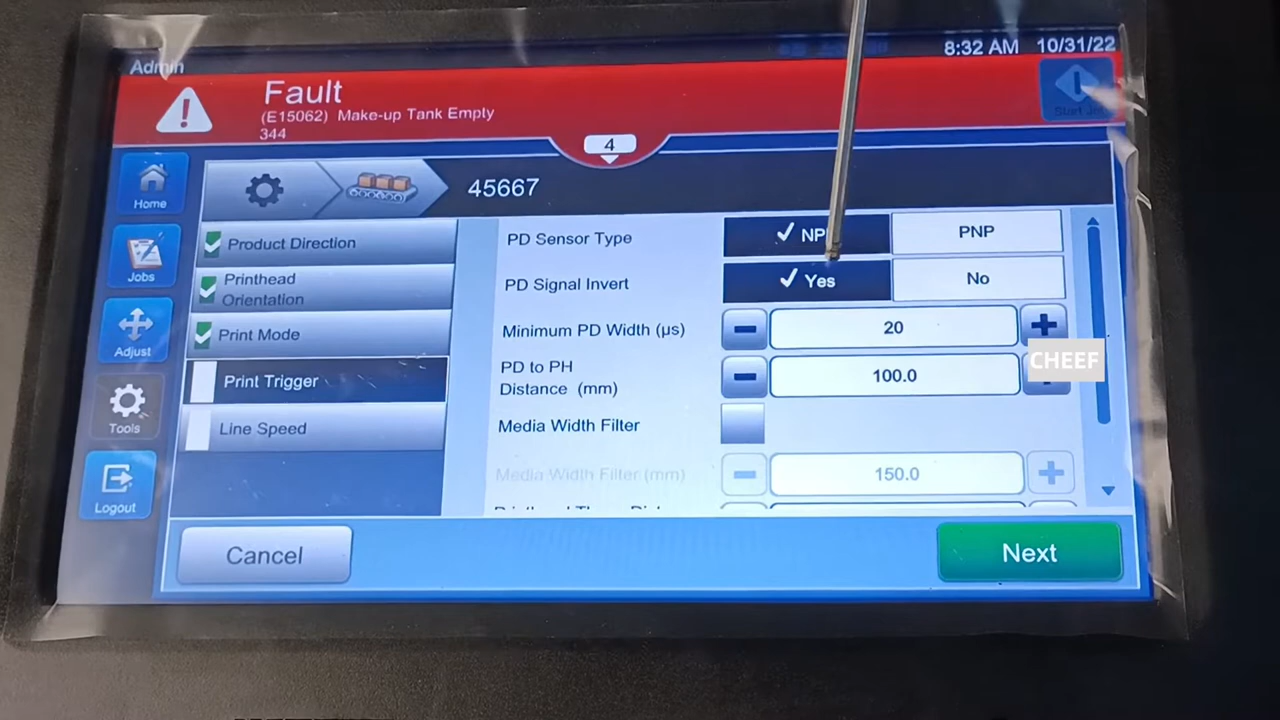 Admin
8:32 AM 10/31/22
Fault
(E15062) Make-up Tank Empty
344
Start Job
4
Home
45667
Jobs
Adjust
Tools
Logout
Product Direction
Printhead
Orientation
Print Mode
Print Trigger
Line Speed
PD Sensor Type
PNP
PD Signal Invert
Yes
No
Minimum PD Width (µs)
20
PD to PH
Distance (mm)
100.0
CHEEF
Media Width Filter
Media Width Filter (mm)
150.0
Cancel
Next